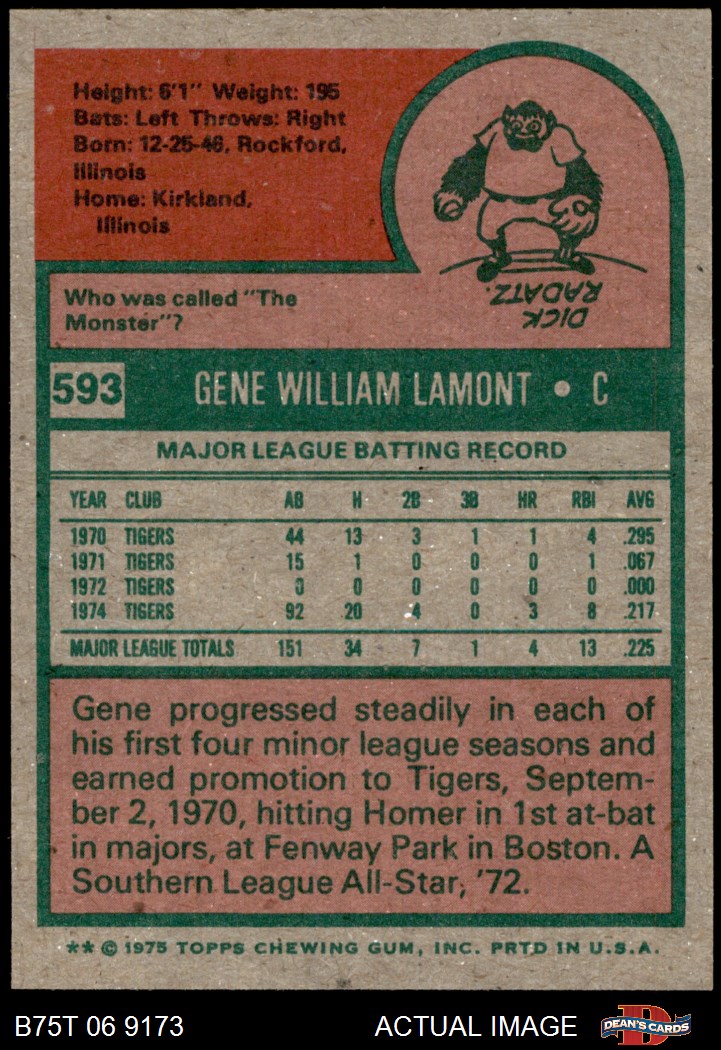 Height: 6'1" Weight: 195
Bats: Left Throws: Right
Born: 12-25-46, Rockford,
Illinois
Home: Kirkland,
Illinois
Who was called "The
Monster"?
DICK
RADATZ.
593 GENE WILLIAM LAMONT • C
MAJOR LEAGUE BATTING RECORD
YEAR CLUB AB H 2B 3B HR RBI AVG
1970 TIGERS 44 13 3 1 1 4 .295
1971 TIGERS 15 1 0 0 0 1 .067
1972 TIGERS 0 0 0 0 0 0 .000
1974 TIGERS 92 20 4 0 3 8 .217
MAJOR LEAGUE TOTALS 151 34 7 1 4 13 .225
Gene progressed steadily in each of
his first four minor league seasons and
earned promotion to Tigers, Septem-
ber 2, 1970, hitting Homer in 1st at-bat
in majors, at Fenway Park in Boston. A
Southern League All-Star, '72.
** © 1975 TOPPS CHEWING GUM, INC. PRTD IN U.S.A.
B75T 06 9173 ACTUAL IMAGE D DEAN'S CARDS